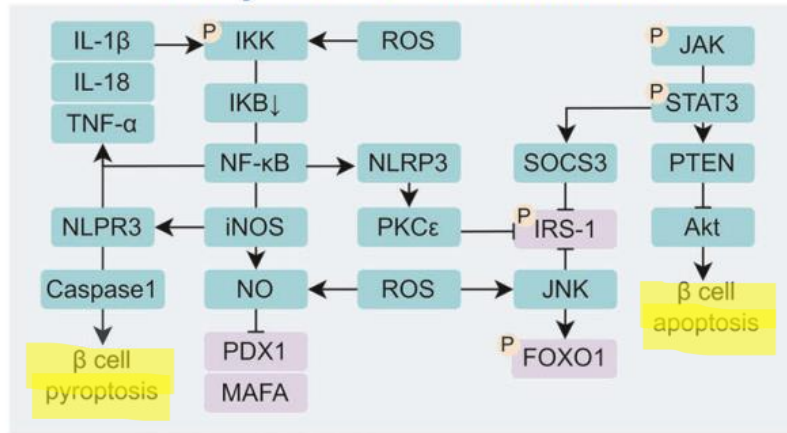 IL-1β
P
IKK
ROS
P
JAK
IL-18
IKB↓
P
STAT3
TNF-α
NF-κB
NLRP3
SOCS3
PTEN
NLPR3
iNOS
PKCε
P
IRS-1
Akt
Caspase1
NO
ROS
JNK
β cell
apoptosis
β cell
pyroptosis
PDX1
P
FOXO1
MAFA